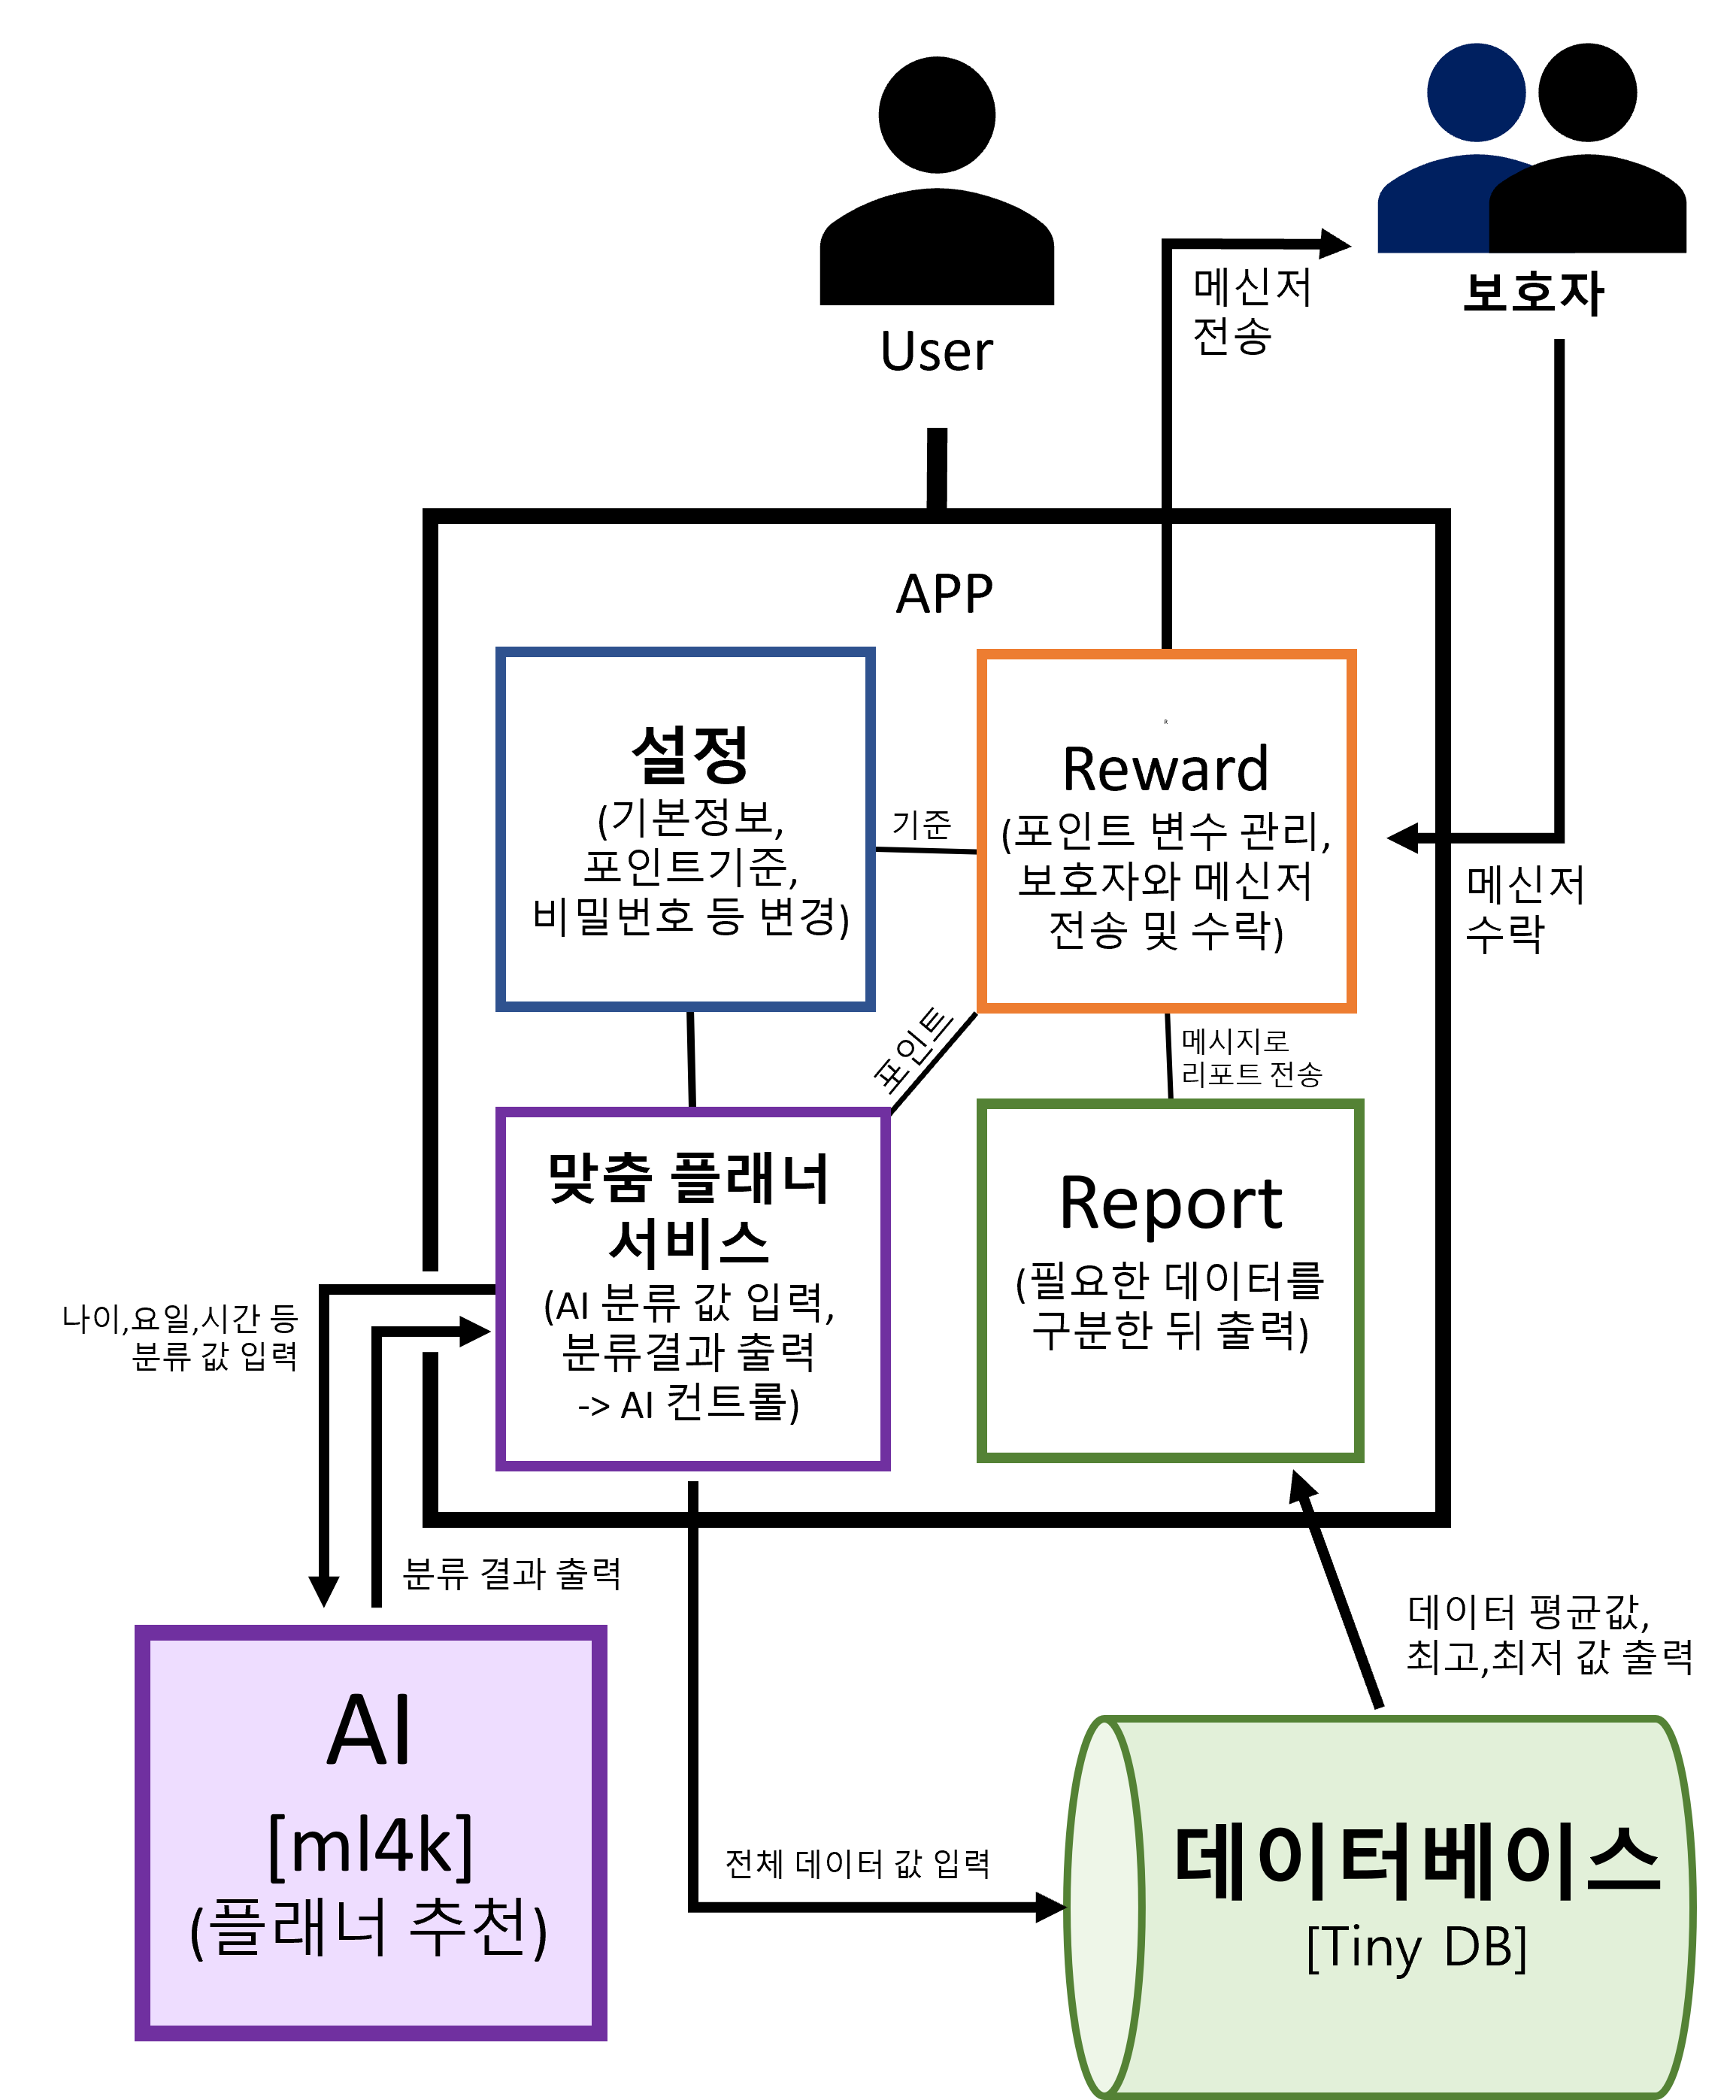 User
보호자
메신저
전송
APP
설정
(기본정보,
포인트기준,
비밀번호 등 변경)
기준
R
Reward
(포인트 변수 관리,
보호자와 메신저
전송 및 수락)
메신저
수락
포인트
메시지로
리포트 전송
맞춤 플래너
서비스
(AI 분류 값 입력,
분류결과 출력
-> AI 컨트롤)
Report
(필요한 데이터를
구분한 뒤 출력)
나이,요일,시간 등
분류 값 입력
분류 결과 출력
데이터 평균값,
최고,최저 값 출력
AI
[ml4k]
(플래너 추천)
전체 데이터 값 입력
데이터베이스
[Tiny DB]